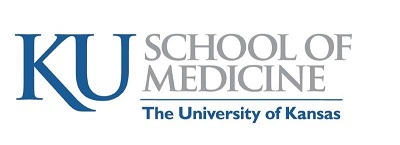 KU SCHOOL OF
MEDICINE
The University of Kansas